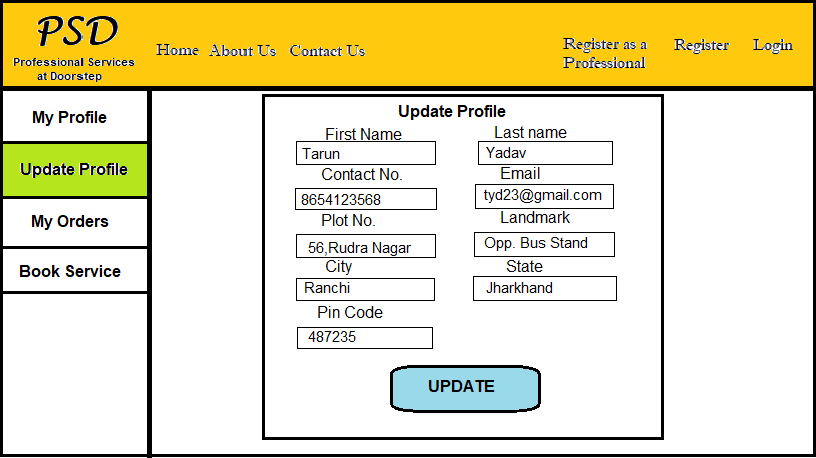 PSD
Professional Services
at Doorstep
Home About Us Contact Us
Register as a
Professional
Register Login
My Profile
Update Profile
My Orders
Book Service
Update Profile
First Name Last name
Tarun Yadav
Contact No. Email
8654123568 tyd23@gmail.com
Plot No. Landmark
56,Rudra Nagar Opp. Bus Stand
City State
Ranchi Jharkhand
Pin Code
487235
UPDATE